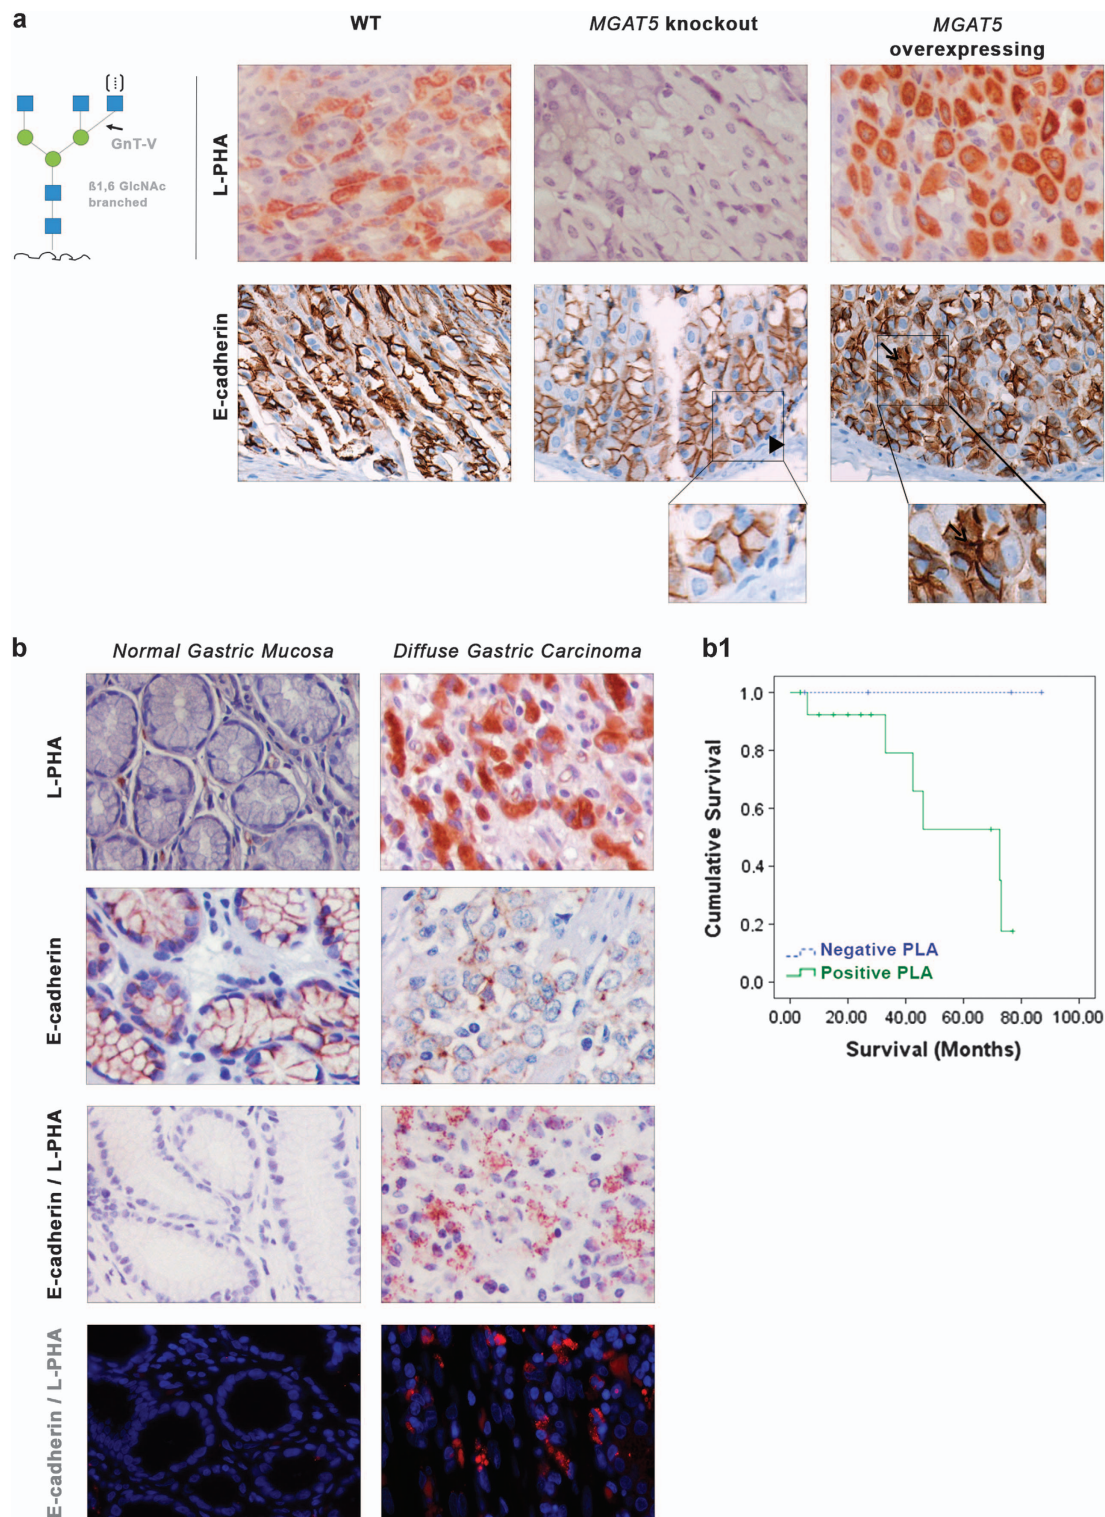 a
WT
MGAT5 knockout
MGAT5
overexpressing
[...]
GnT-V
ß1,6 GlcNAc
branched
L-PHA
E-cadherin
b
Normal Gastric Mucosa
Diffuse Gastric Carcinoma
L-PHA
E-cadherin
E-cadherin / L-PHA
E-cadherin / L-PHA
b1
1.0
0.8
0.6
0.4
0.2
0.0
Cumulative Survival
Negative PLA
Positive PLA
0.00 20.00 40.00 60.00 80.00 100.00
Survival (Months)